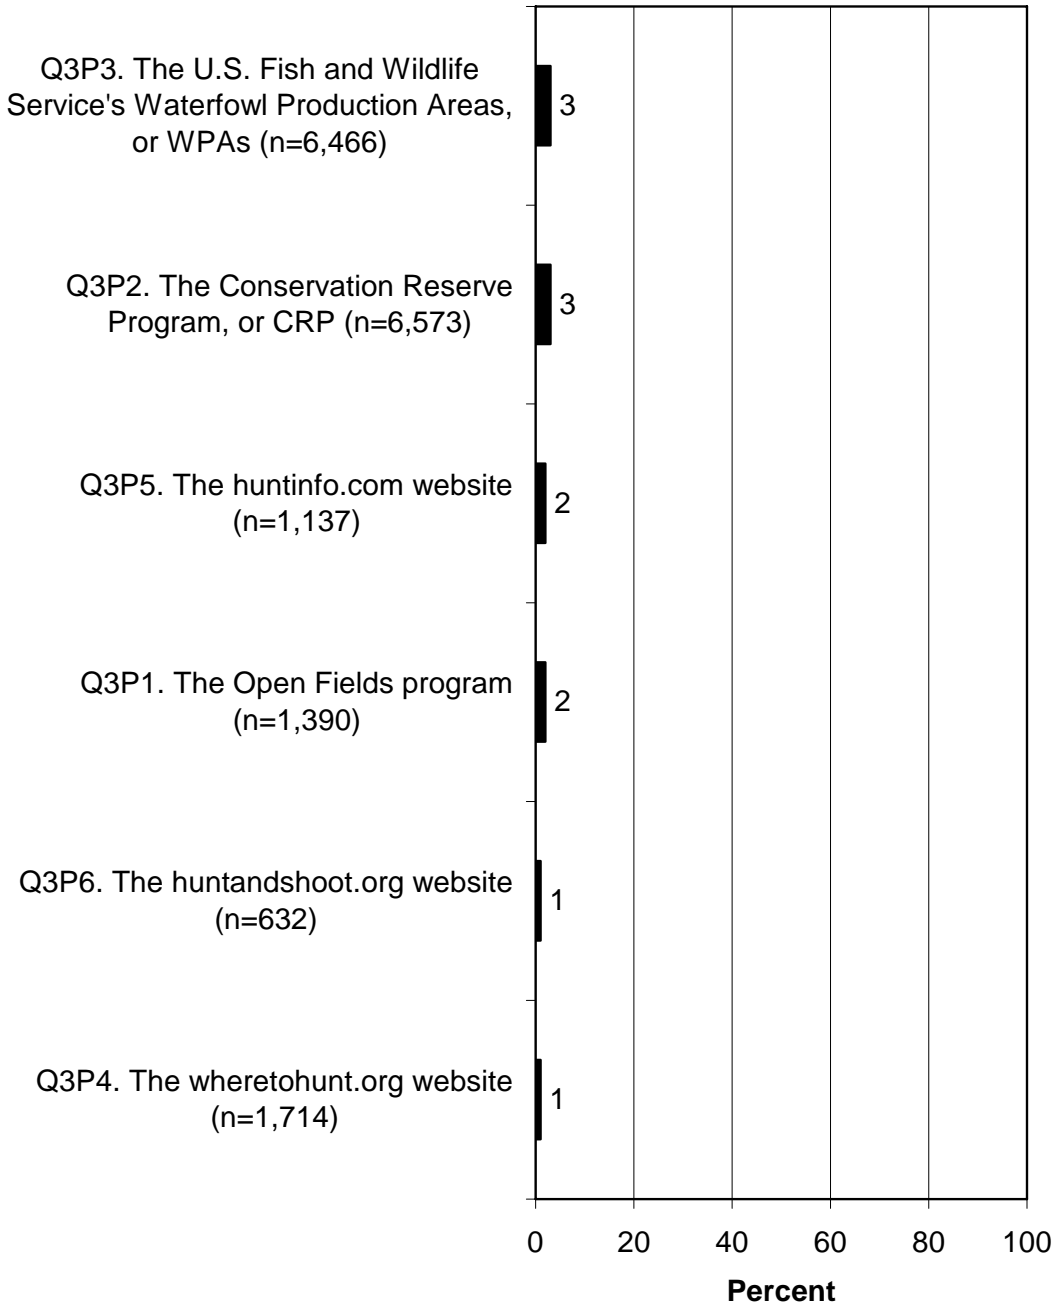 Q3P3. The U.S. Fish and Wildlife
Service's Waterfowl Production Areas,
or WPAs (n=6,466)
3
Q3P2. The Conservation Reserve
Program, or CRP (n=6,573)
3
Q3P5. The huntinfo.com website
(n=1,137)
2
Q3P1. The Open Fields program
(n=1,390)
2
Q3P6. The huntandshoot.org website
(n=632)
1
Q3P4. The wheretohunt.org website
(n=1,714)
1
0 20 40 60 80 100
Percent